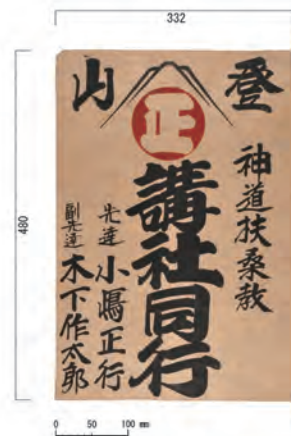 332
480
登山
正
神道扶桑教
講社同行
先達 小嶋正行
副先達 木下作太郎
0 50 100 mm